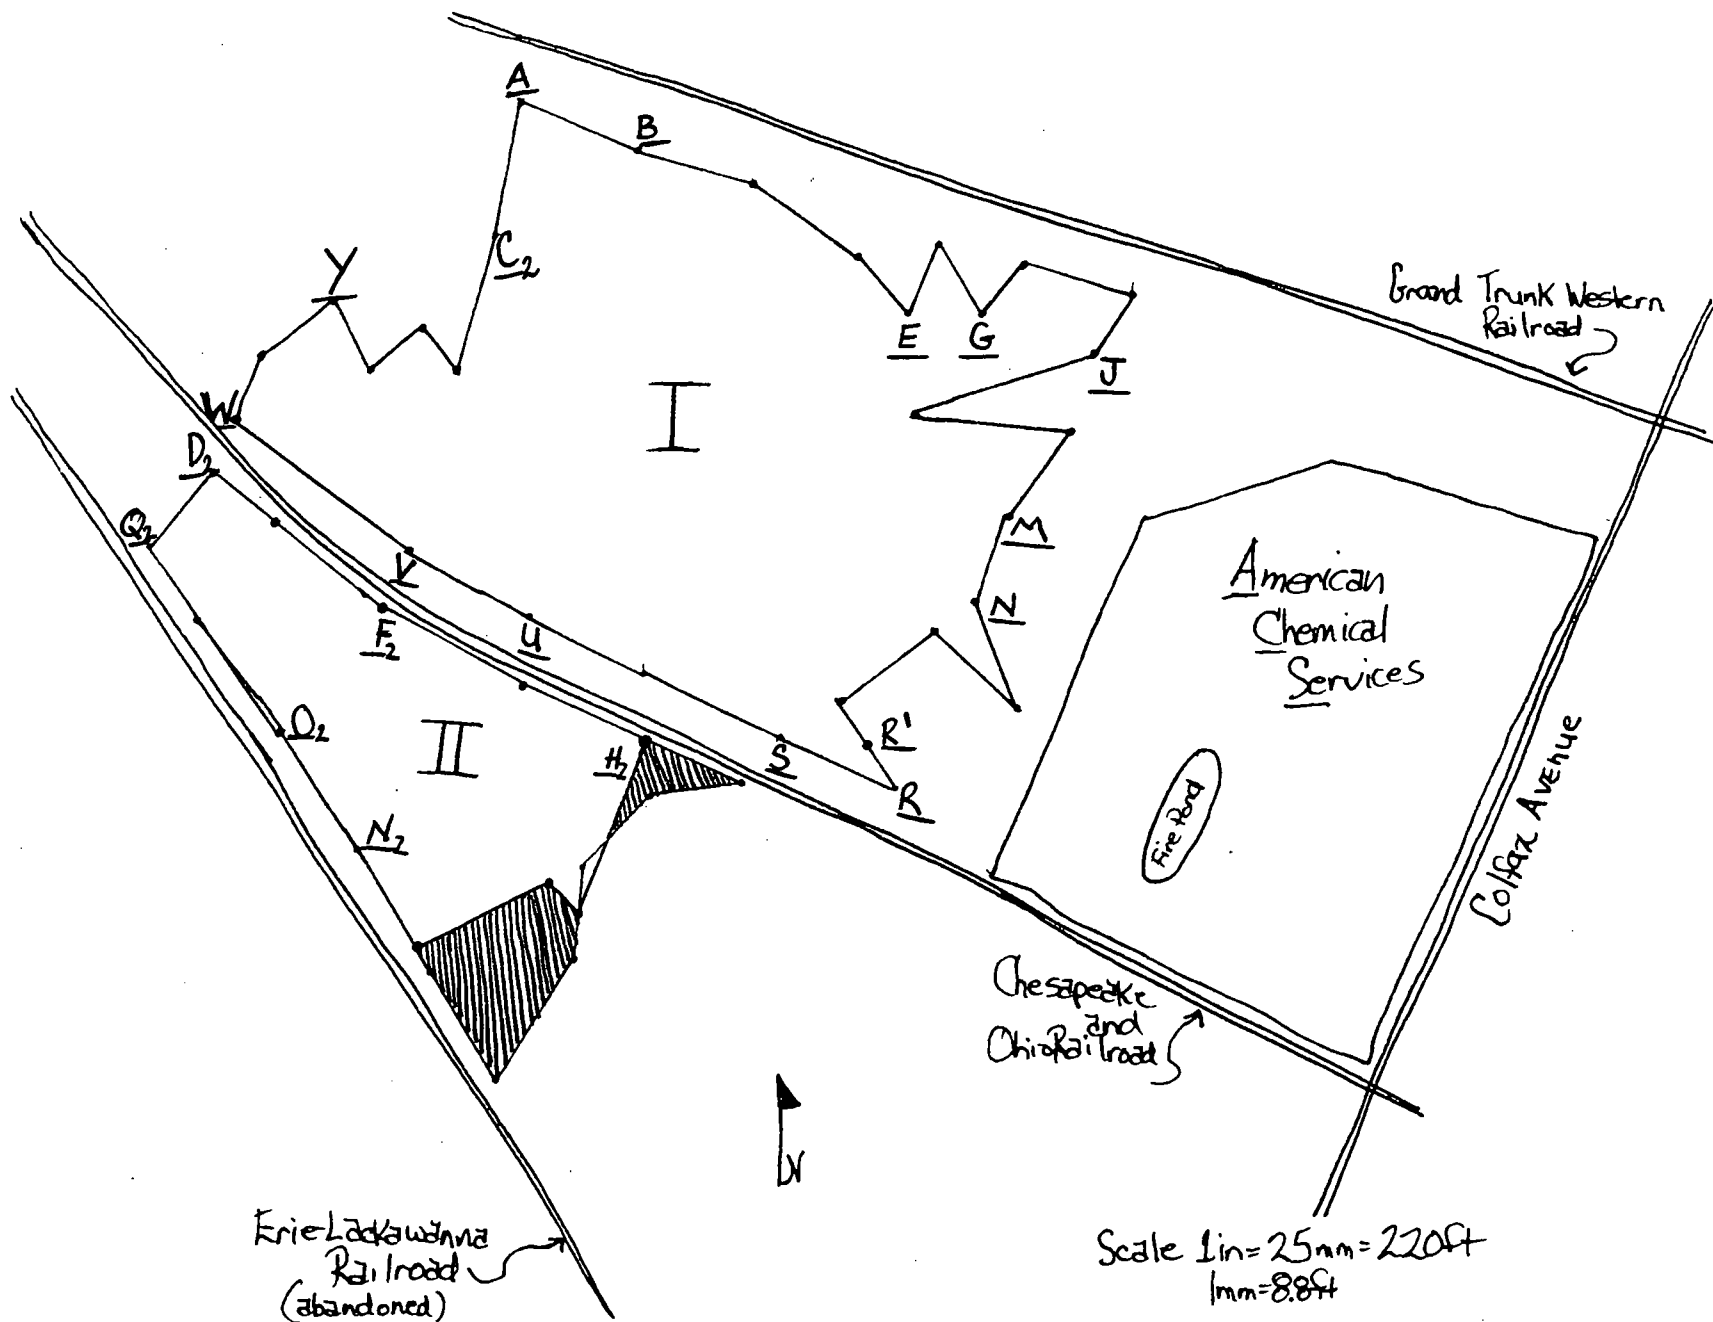 A
B
C2
Y
Grand Trunk Western
Railroad
E
G
J
I
W
D2
Q2
V
F2
U
M
N
American
Chemical
Services
O2
II
H2
S
R'
R
N2
Fire Pond
Colfax Avenue
Chesapeake
and
Ohio Railroad
N
Erie-Lackawanna
Railroad
(abandoned)
Scale 1in=25mm=220ft
1mm=8.8ft